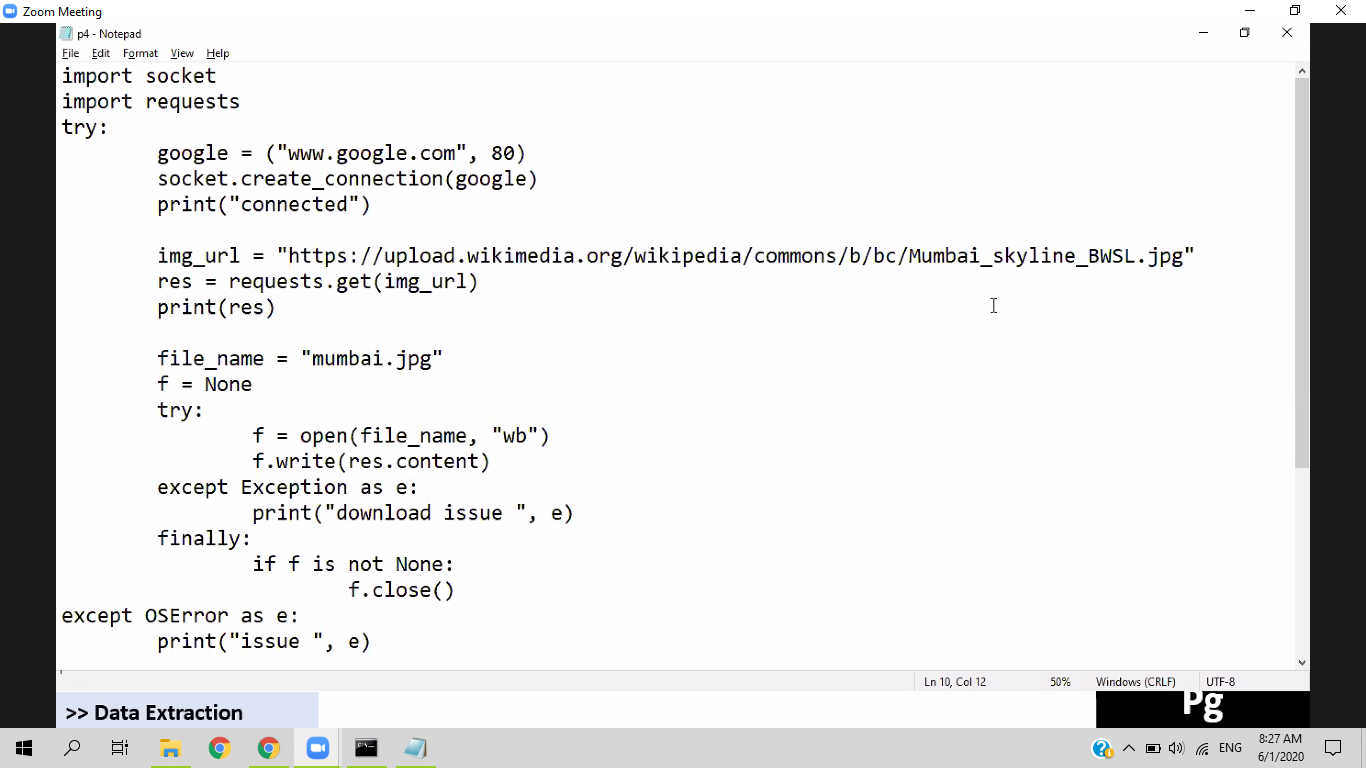 Zoom Meeting
p4 - Notepad
File Edit Format View Help
import socket
import requests
try:
google = ("www.google.com", 80)
socket.create_connection(google)
print("connected")
img_url = "https://upload.wikimedia.org/wikipedia/commons/b/bc/Mumbai_skyline_BWSL.jpg"
res = requests.get(img_url)
print(res)
file_name = "mumbai.jpg"
f = None
try:
f = open(file_name, "wb")
f.write(res.content)
except Exception as e:
print("download issue ", e)
finally:
if f is not None:
f.close()
except OSError as e:
print("issue ", e)
Ln 10, Col 12 50% Windows (CRLF) UTF-8
>> Data Extraction
Pg
ENG
8:27 AM
6/1/2020